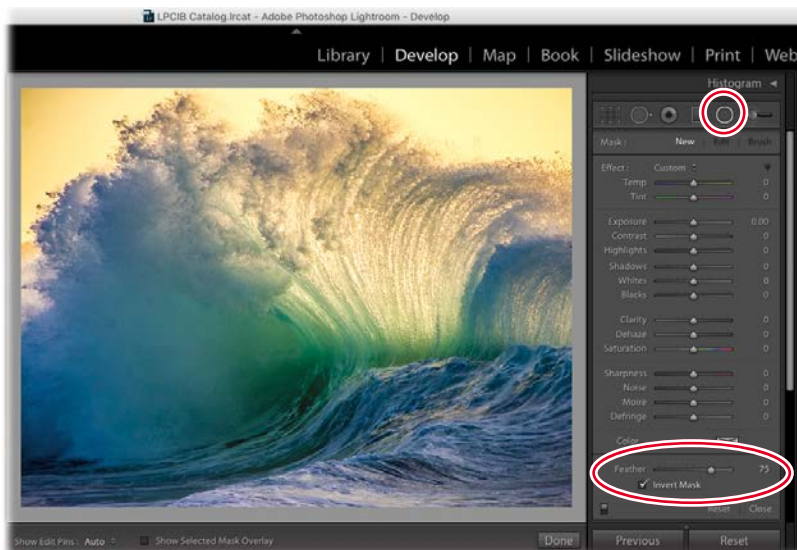 LPCIB Catalog.lrcat - Adobe Photoshop Lightroom - Develop
Library | Develop | Map | Book | Slideshow | Print | Web
Histogram
Mask : New | Edit | Brush
Effect : Custom
Temp 0
Tint 0
Exposure 0.00
Contrast 0
Highlights 0
Shadows 0
Whites 0
Blacks 0
Clarity 0
Dehaze 0
Saturation 0
Sharpness 0
Noise 0
Moiré 0
Defringe 0
Color
Feather 75
Invert Mask
Reset | Close
Show Edit Pins : Auto Show Selected Mask Overlay Done Previous Reset